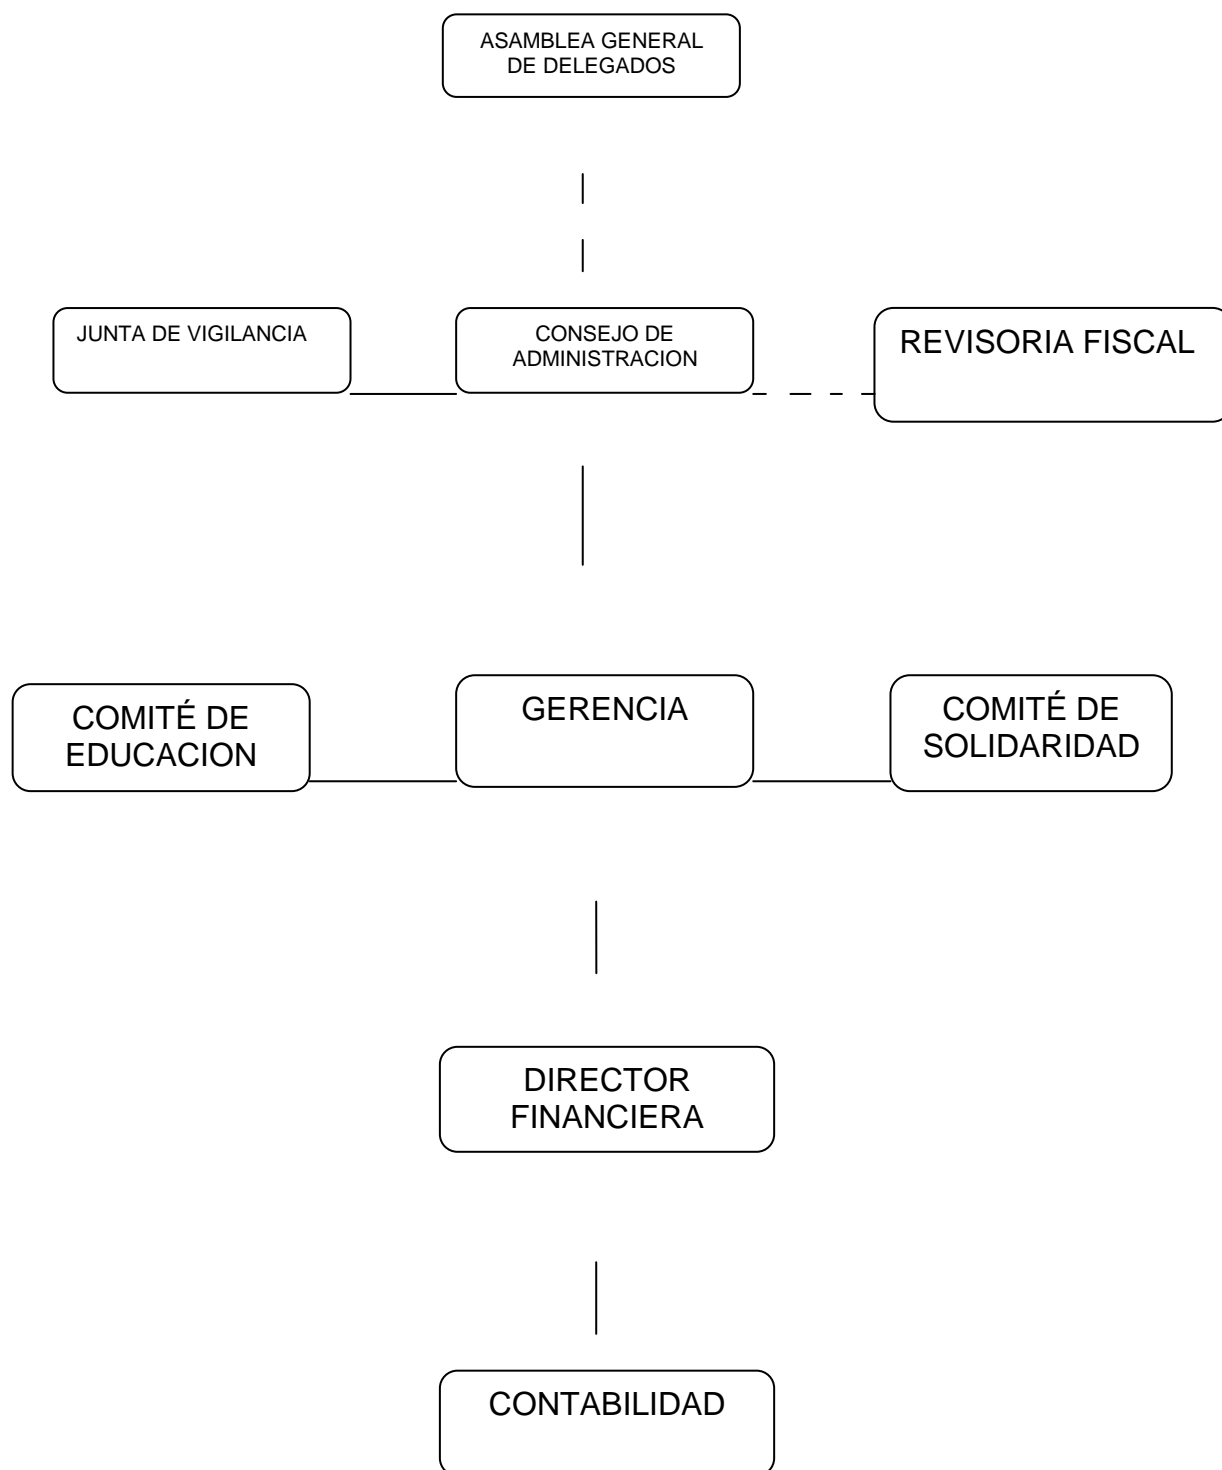 ASAMBLEA GENERAL
DE DELEGADOS
JUNTA DE VIGILANCIA
CONSEJO DE
ADMINISTRACION
REVISORIA FISCAL
COMITÉ DE
EDUCACION
GERENCIA
COMITÉ DE
SOLIDARIDAD
DIRECTOR
FINANCIERA
CONTABILIDAD